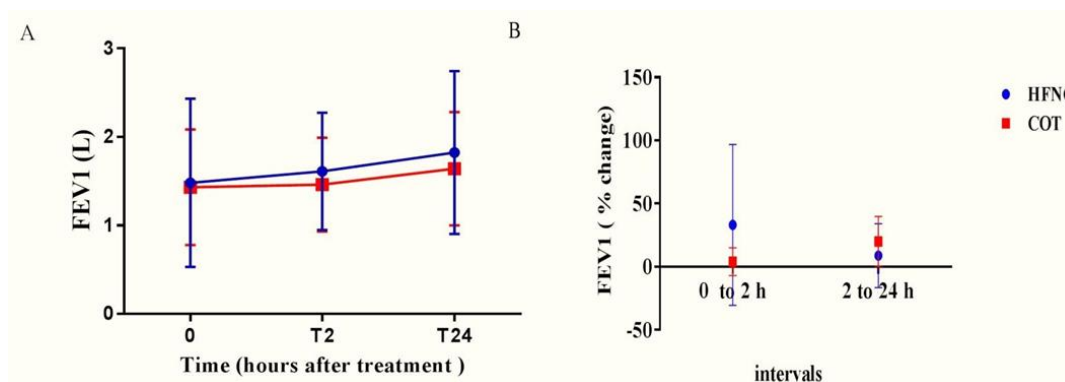 A
FEV1 (L)
3
2
1
0
0 T2 T24
Time (hours after treatment )
B
FEV1 ( % change)
150
100
50
0
-50
0 to 2 h 2 to 24 h
intervals
HFN
COT